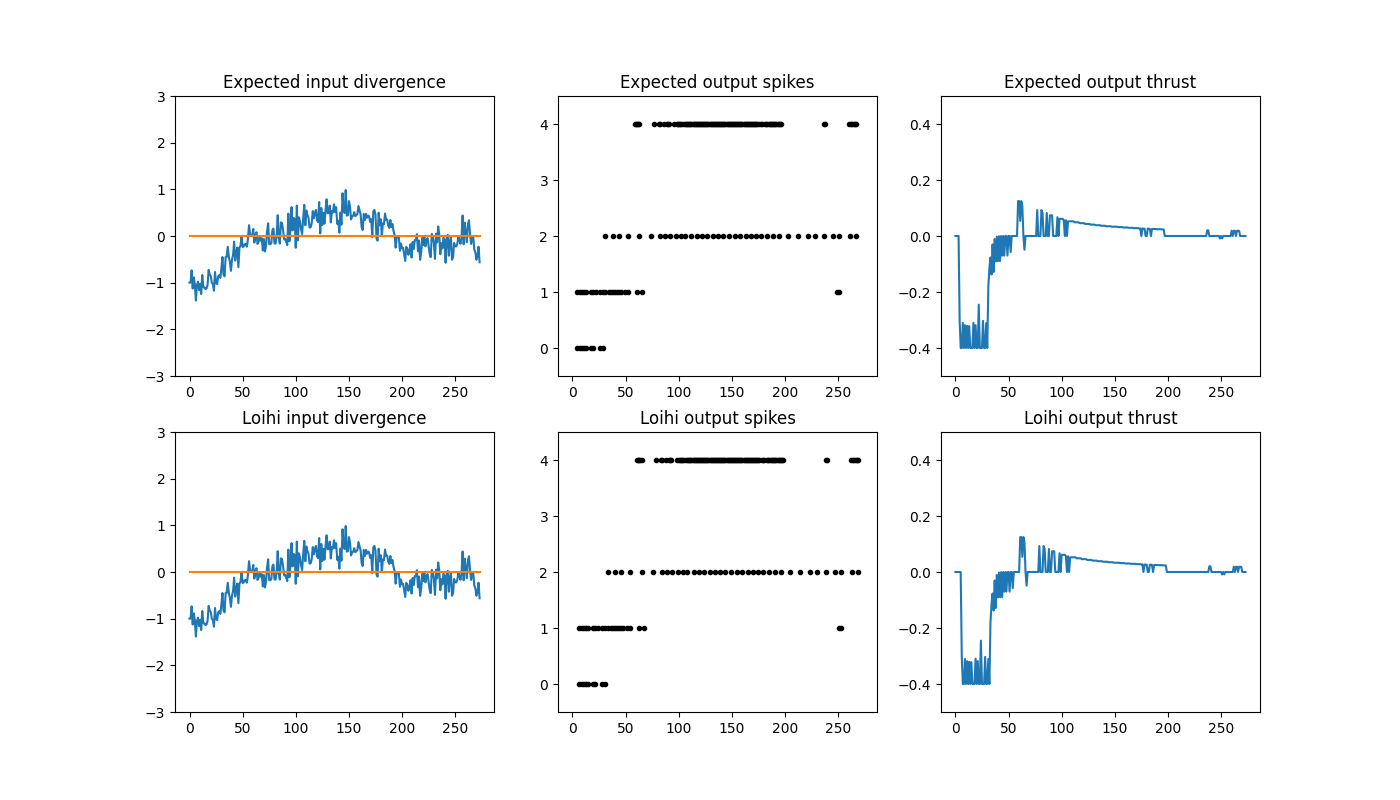 Expected input divergence
3
2
1
0
−1
−2
−3
0 50 100 150 200 250
Expected output spikes
4
3
2
1
0
0 50 100 150 200 250
Expected output thrust
0.4
0.2
0.0
−0.2
−0.4
0 50 100 150 200 250
Loihi input divergence
3
2
1
0
−1
−2
−3
0 50 100 150 200 250
Loihi output spikes
4
3
2
1
0
0 50 100 150 200 250
Loihi output thrust
0.4
0.2
0.0
−0.2
−0.4
0 50 100 150 200 250